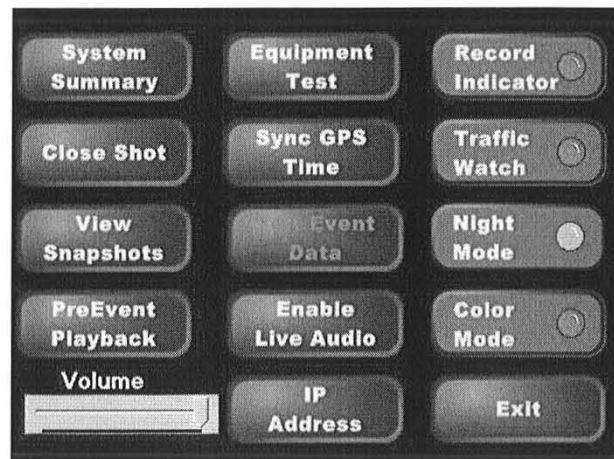 System
Summary
Equipment
Test
Record
Indicator
Close Shot
Sync GPS
Time
Traffic
Watch
View
Snapshots
Event
Data
Night
Mode
PreEvent
Playback
Enable
Live Audio
Color
Mode
Volume
IP
Address
Exit